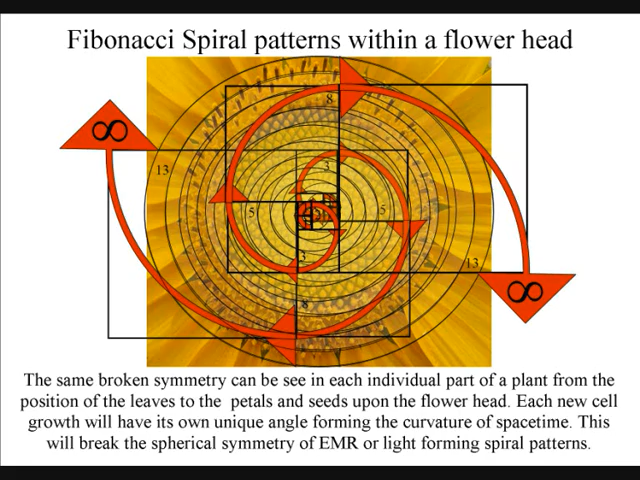 Fibonacci Spiral patterns within a flower head
8
∞
13
3
5
5
3
13
∞
8
The same broken symmetry can be see in each individual part of a plant from the
position of the leaves to the petals and seeds upon the flower head. Each new cell
growth will have its own unique angle forming the curvature of spacetime. This
will break the spherical symmetry of EMR or light forming spiral patterns.